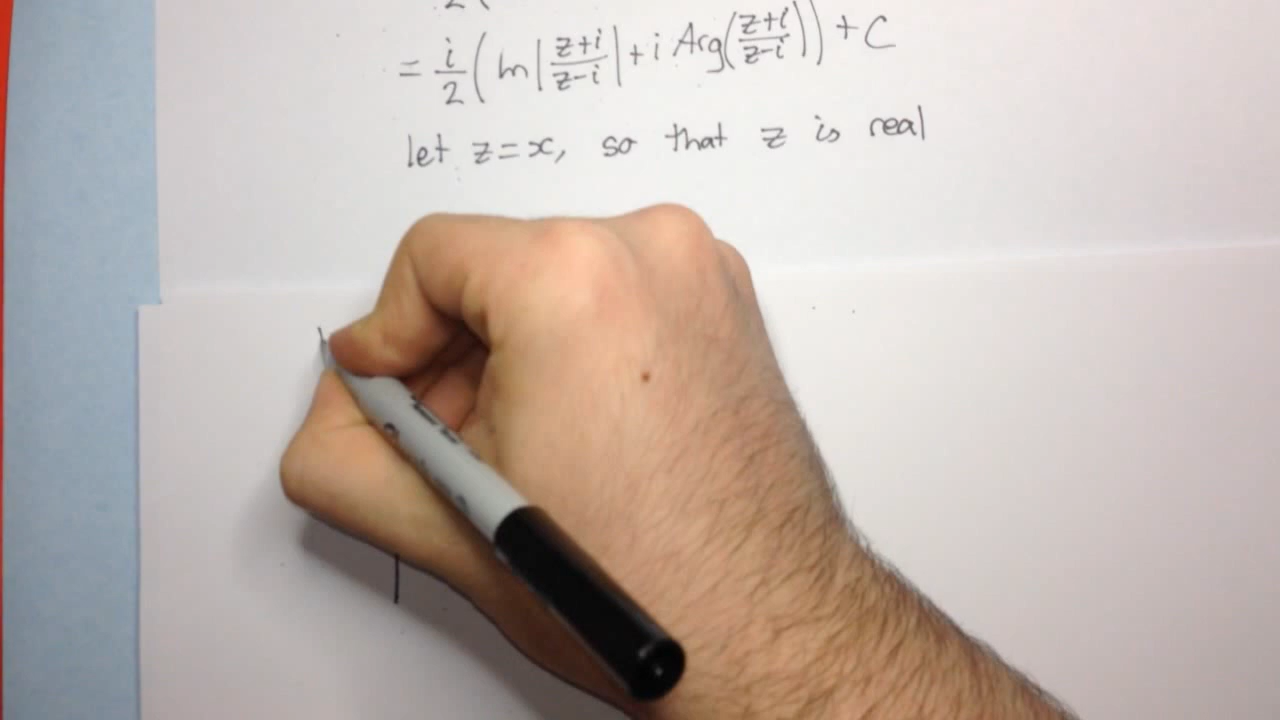 = i/2 ( ln |z+i/z-i| + i Arg(z+i/z-i) ) + C
let z = x, so that z is real